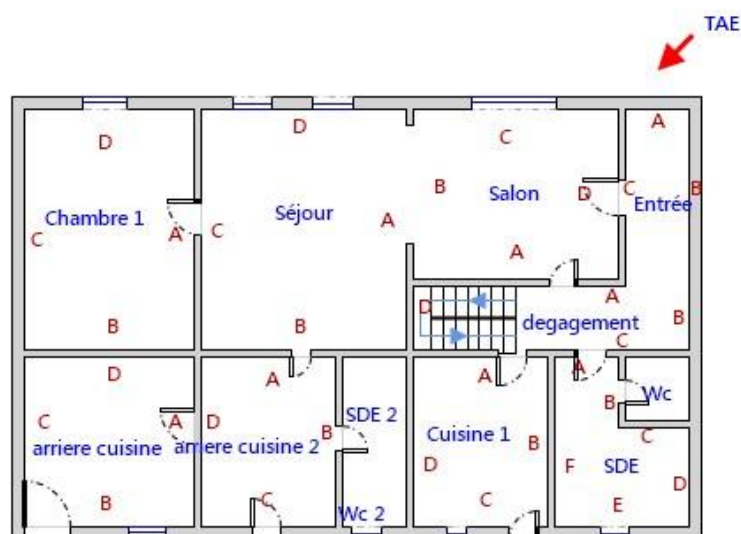 TAE
D
D
C
A
B
Salon
D
C
B
Entrée
Chambre 1
C
A
C
Séjour
A
A
B
B
D
A
degagement
B
C
D
A
A
A
Wc
B
C
A
D
SDE 2
B
Cuisine 1
B
C
arriere cuisine
arriere cuisine 2
D
F
SDE
D
B
C
Wc 2
C
E